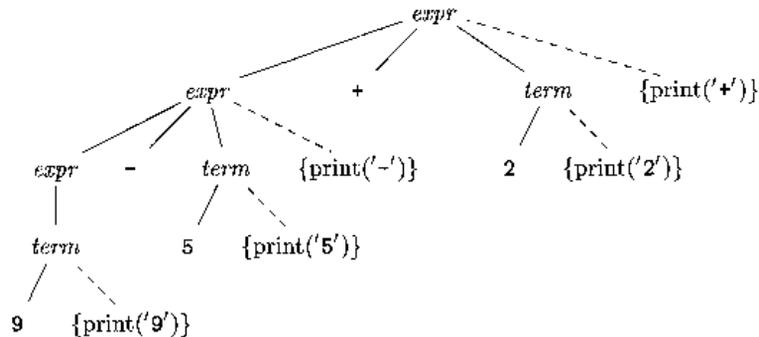 expr
expr + term {print('+')}
expr - term {print('-')} 2 {print('2')}
term 5 {print('5')}
9 {print('9')}